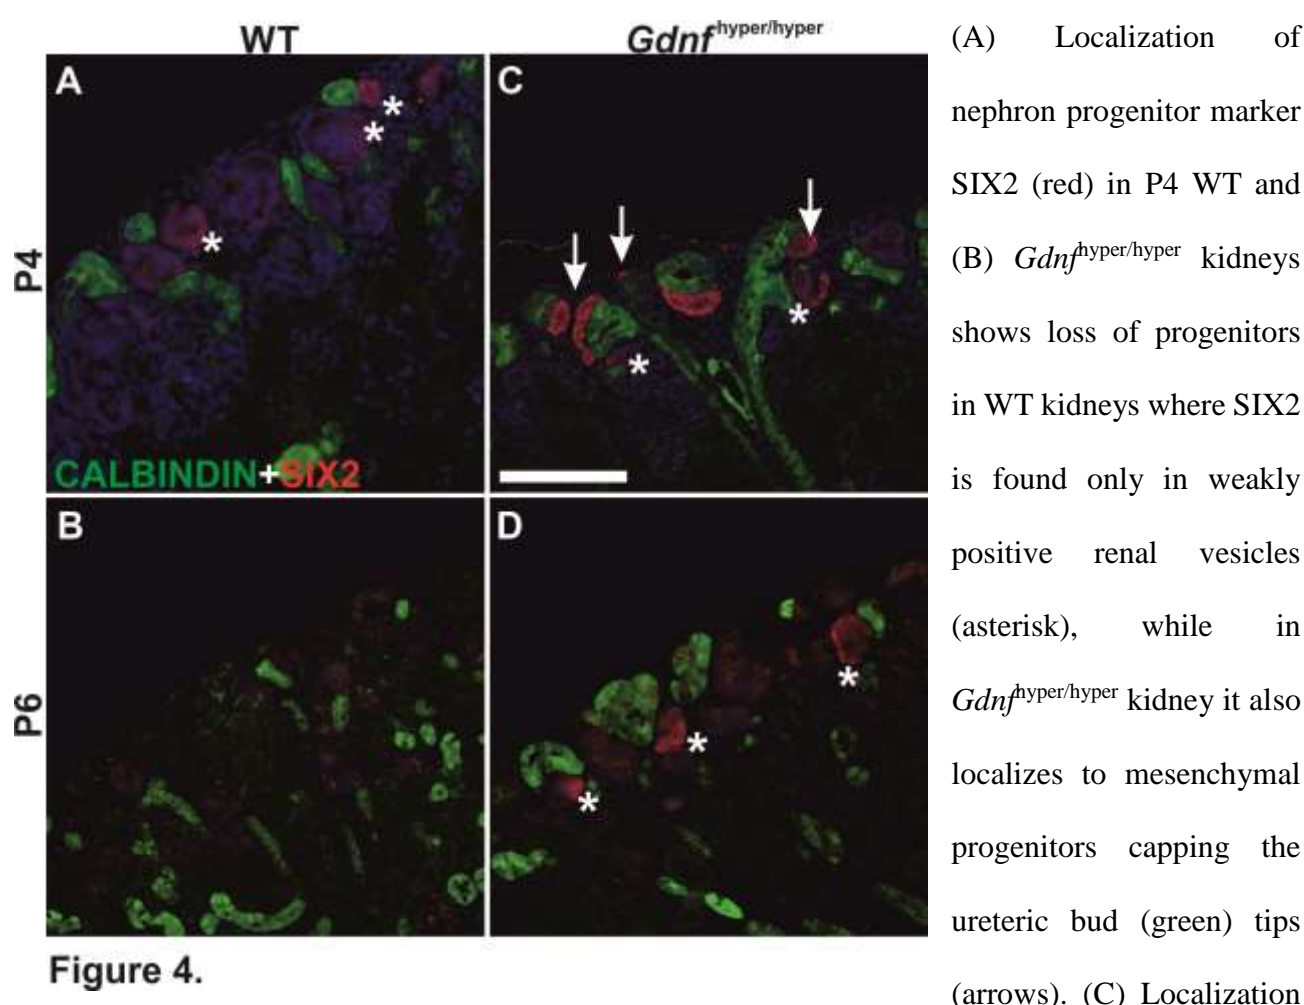 WT
Gdnf hyper/hyper
P4
A
*
*
*
CALBINDIN+SIX2
C
*
*
P6
B
D
*
*
*
Figure 4.
(A) Localization of
nephron progenitor marker
SIX2 (red) in P4 WT and
(B) Gdnfhyper/hyper kidneys
shows loss of progenitors
in WT kidneys where SIX2
is found only in weakly
positive renal vesicles
(asterisk), while in
Gdnfhyper/hyper kidney it also
localizes to mesenchymal
progenitors capping the
ureteric bud (green) tips
(arrows). (C) Localization